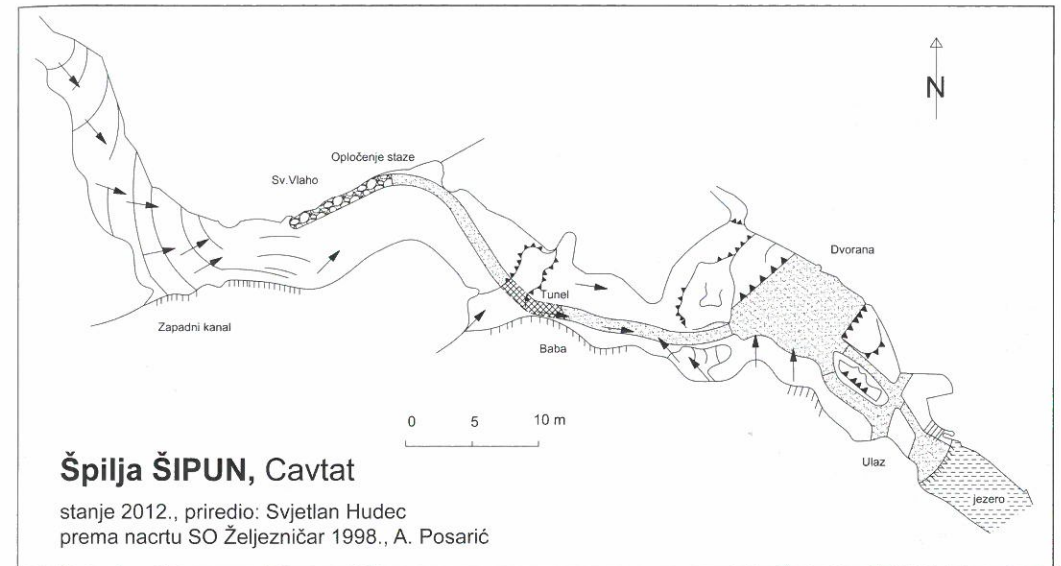 N
Opločenje staze
Sv.Vlaho
Dvorana
Tunel
Zapadni kanal
Baba
0 5 10 m
Ulaz
jezero
Špilja ŠIPUN, Cavtat
stanje 2012., priredio: Svjetlan Hudec
prema nacrtu SO Željezničar 1998., A. Posarić